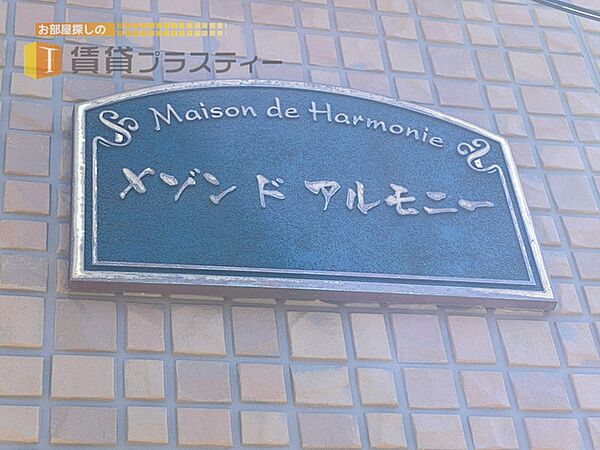 お部屋探しの
賃貸プラスティー
Maison de Harmonie
メゾン ド アルモニー